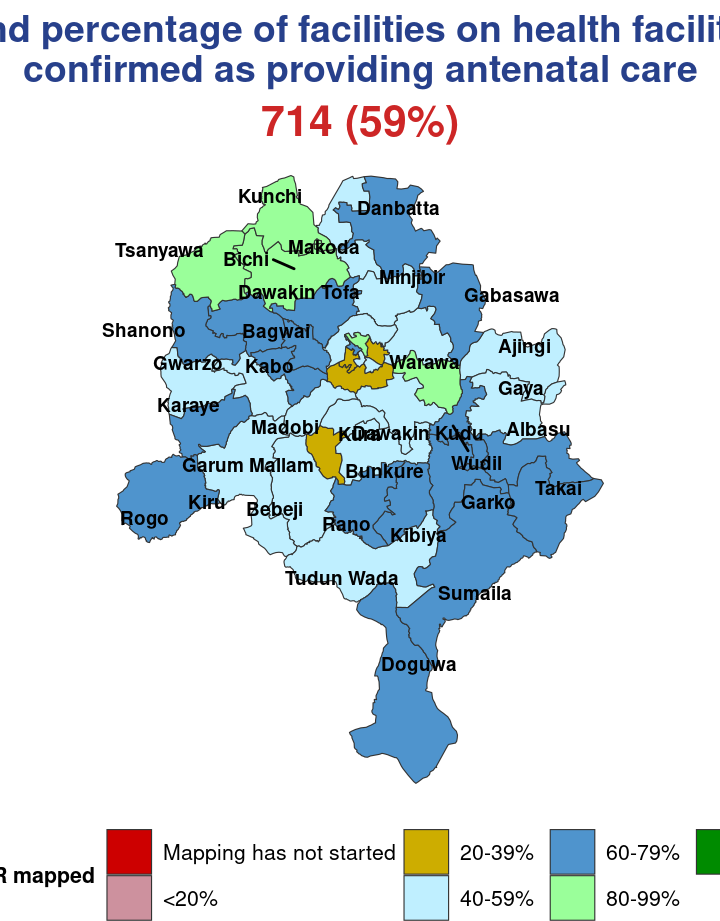 nd percentage of facilities on health facilit
confirmed as providing antenatal care
714 (59%)
Kunchi
Danbatta
Tsanyawa
Makoda
Bichi
Minjibir
Dawakin Tofa
Gabasawa
Shanono
Bagwai
Ajingi
Gwarzo
Kabo
Warawa
Gaya
Karaye
Madobi
Kura
Dawakin Kudu
Albasu
Garum Mallam
Bunkure
Wudil
Takai
Kiru
Garko
Bebeji
Rogo
Rano
Kibiya
Tudun Wada
Sumaila
Doguwa
R mapped
Mapping has not started
20-39%
60-79%
<20%
40-59%
80-99%